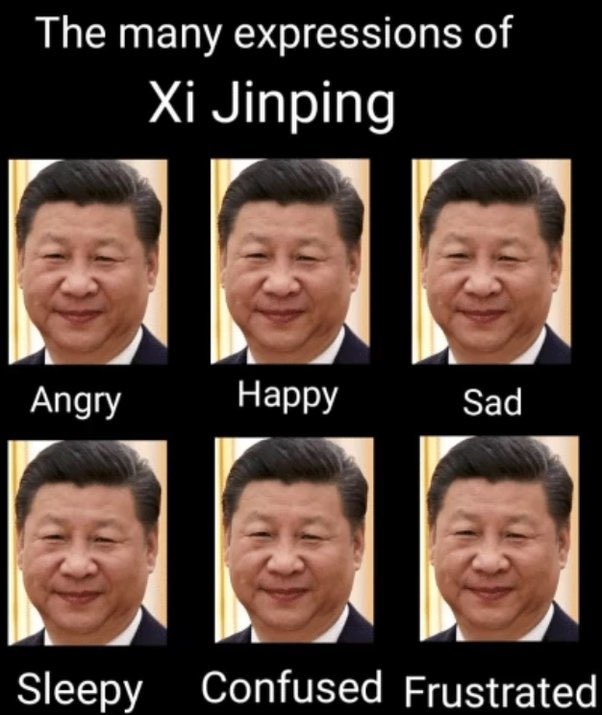 The many expressions of
Xi Jinping
Angry
Happy
Sad
Sleepy
Confused
Frustrated